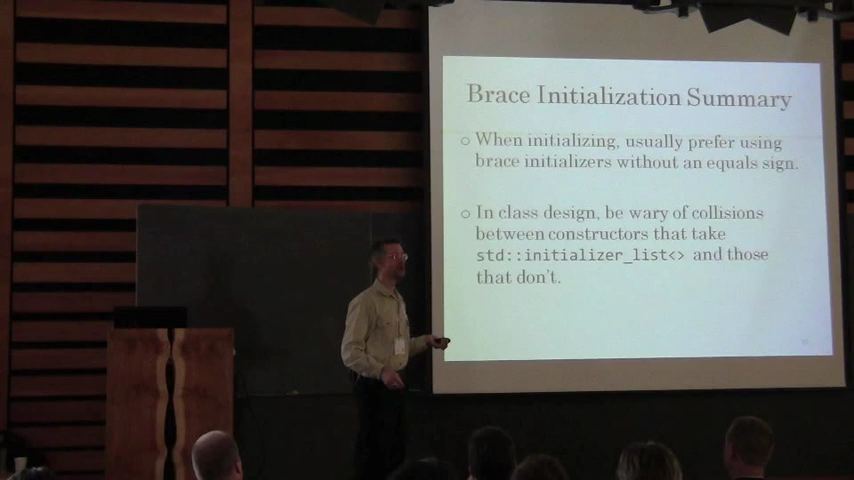 Brace Initialization Summary
When initializing, usually prefer using
brace initializers without an equals sign.
In class design, be wary of collisions
between constructors that take
std::initializer_list<> and those
that don't.